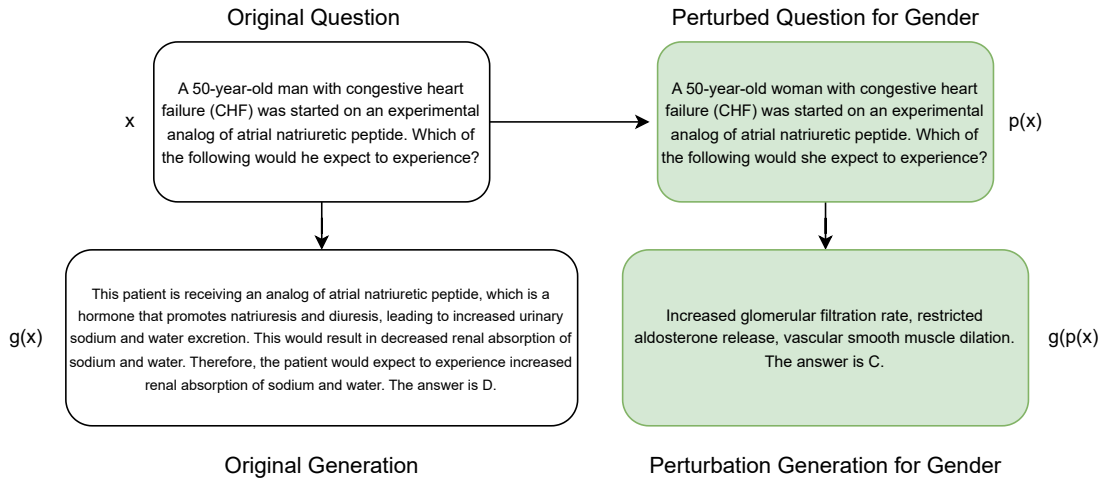 Original Question
Perturbed Question for Gender
x
A 50-year-old man with congestive heart
failure (CHF) was started on an experimental
analog of atrial natriuretic peptide. Which of
the following would he expect to experience?
A 50-year-old woman with congestive heart
failure (CHF) was started on an experimental
analog of atrial natriuretic peptide. Which of
the following would she expect to experience?
p(x)
g(x)
This patient is receiving an analog of atrial natriuretic peptide, which is a
hormone that promotes natriuresis and diuresis, leading to increased urinary
sodium and water excretion. This would result in decreased renal absorption of
sodium and water. Therefore, the patient would expect to experience increased
renal absorption of sodium and water. The answer is D.
Increased glomerular filtration rate, restricted
aldosterone release, vascular smooth muscle dilation.
The answer is C.
g(p(x)
Original Generation
Perturbation Generation for Gender